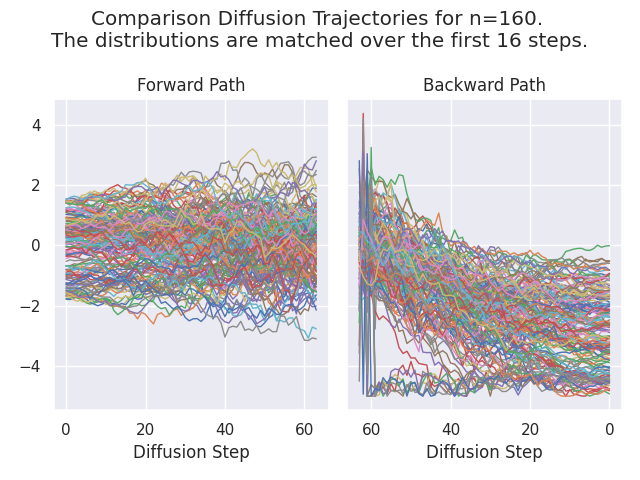 Comparison Diffusion Trajectories for n=160.
The distributions are matched over the first 16 steps.
Forward Path
Backward Path
4
2
0
−2
−4
0 20 40 60
60 40 20 0
Diffusion Step
Diffusion Step